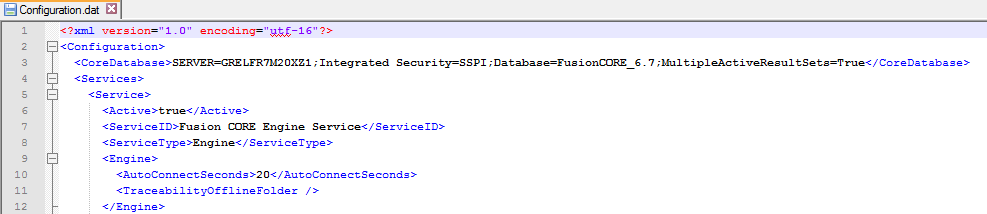 Configuration.dat
1 <?xml version="1.0" encoding="utf-16"?>
2 <Configuration>
3 <CoreDatabase>SERVER=GRELFR7M20XZ1;Integrated Security=SSPI;Database=FusionCORE_6.7;MultipleActiveResultSets=True</CoreDatabase>
4 <Services>
5 <Service>
6 <Active>true</Active>
7 <ServiceID>Fusion CORE Engine Service</ServiceID>
8 <ServiceType>Engine</ServiceType>
9 <Engine>
10 <AutoConnectSeconds>20</AutoConnectSeconds>
11 <TraceabilityOfflineFolder />
12 </Engine>